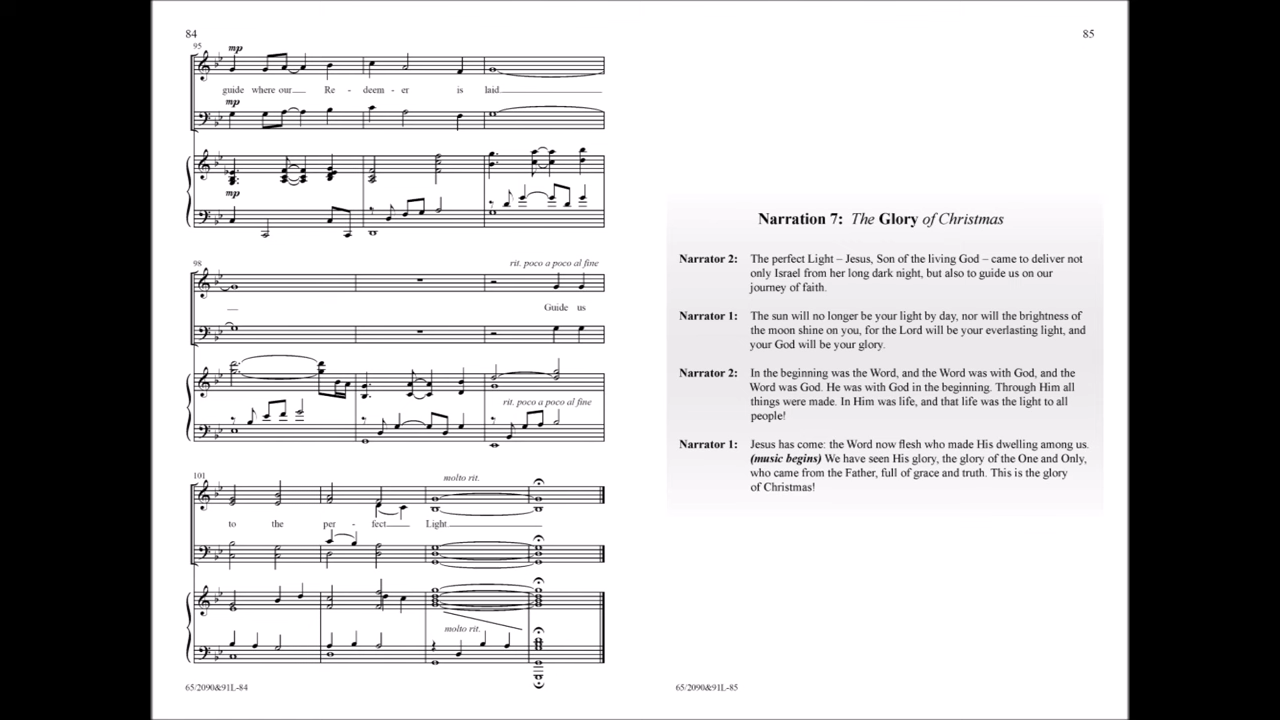 84
95
mp
guide where our Re - deem - er is laid
mp
mp
98
rit. poco a poco al fine
Guide us
rit. poco a poco al fine
101
molto rit.
to the per - fect Light
molto rit.
65/2090&91L-84
85
Narration 7: The Glory of Christmas
Narrator 2: The perfect Light – Jesus, Son of the living God – came to deliver not
only Israel from her long dark night, but also to guide us on our
journey of faith.
Narrator 1: The sun will no longer be your light by day, nor will the brightness of
the moon shine on you, for the Lord will be your everlasting light, and
your God will be your glory.
Narrator 2: In the beginning was the Word, and the Word was with God, and the
Word was God. He was with God in the beginning. Through Him all
things were made. In Him was life, and that life was the light to all
people!
Narrator 1: Jesus has come: the Word now flesh who made His dwelling among us.
(music begins) We have seen His glory, the glory of the One and Only,
who came from the Father, full of grace and truth. This is the glory
of Christmas!
65/2090&91L-85